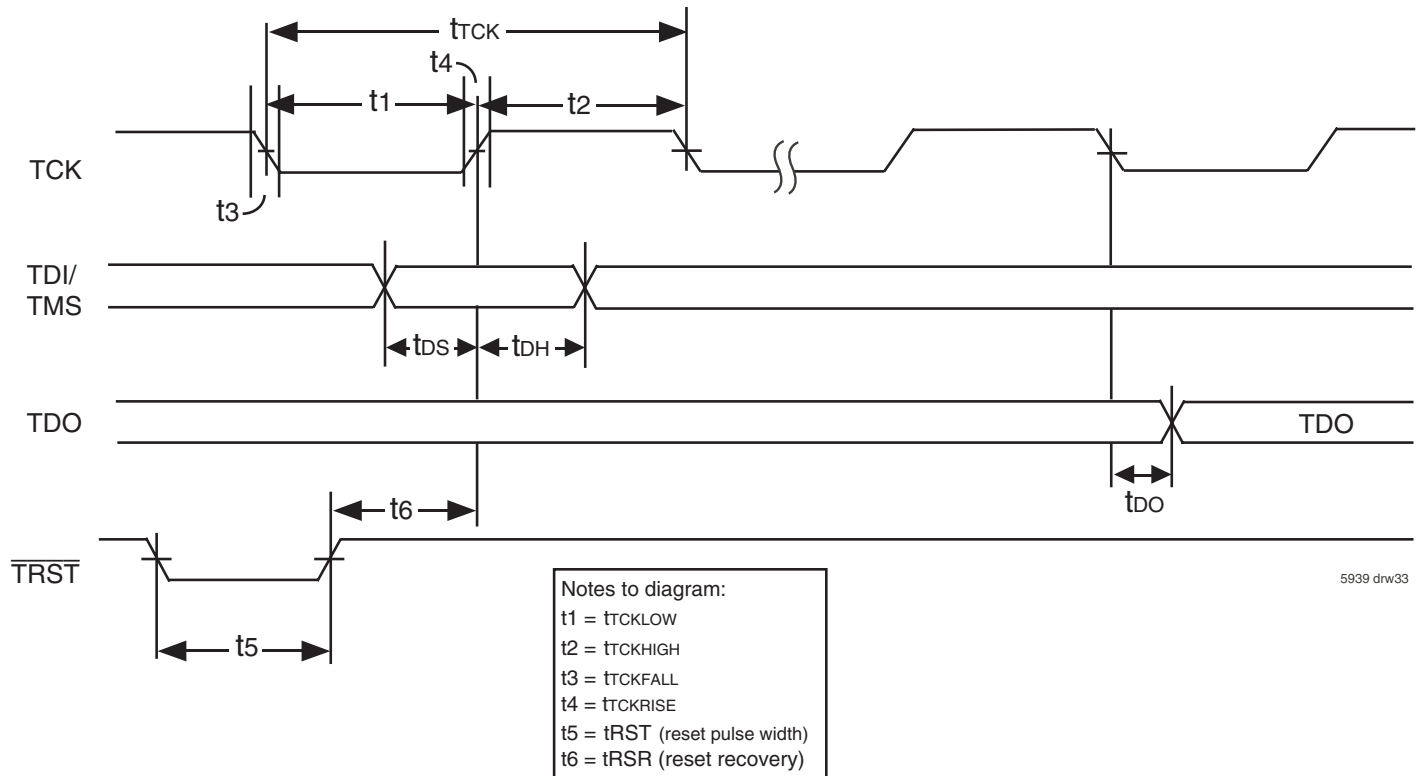 tTCK
t4
t1
t2
TCK
t3
TDI/
TMS
tDS
tDH
TDO
TDO
tDO
t6
TRST
5939 drw33
t5
Notes to diagram:
t1 = tTCKLOW
t2 = tTCKHIGH
t3 = tTCKFALL
t4 = tTCKRISE
t5 = tRST (reset pulse width)
t6 = tRSR (reset recovery)